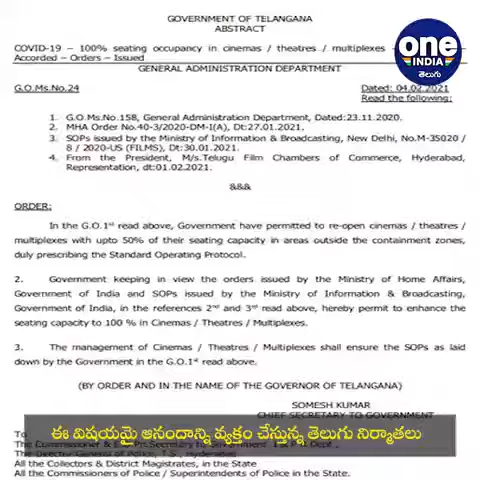 GOVERNMENT OF TELANGANA
ABSTRACT
COVID-19 – 100% seating occupancy in cinemas / theatres / multiplexes
Accorded – Orders – Issued
one
INDIA
తెలుగు
GENERAL ADMINISTRATION DEPARTMENT
G.O.Ms.No.24
Dated: 04.02.2021
Read the following:
1. G.O.Ms.No.158, General Administration Department, Dated:23.11.2020.
2. MHA Order No.40-3/2020-DM-I(A), Dt:27.01.2021.
3. SOPs issued by the Ministry of Information & Broadcasting, New Delhi, No.M-35020 /
8 / 2020-US (FILMS), Dt:30.01.2021.
4. From the President, M/s.Telugu Film Chambers of Commerce, Hyderabad,
Representation, dt:01.02.2021.
&&&
ORDER:
In the G.O.1st read above, Government have permitted to re-open cinemas / theatres /
multiplexes with upto 50% of their seating capacity in areas outside the containment zones,
duly prescribing the Standard Operating Protocol.
2. Government keeping in view the orders issued by the Ministry of Home Affairs,
Government of India and SOPs issued by the Ministry of Information & Broadcasting,
Government of India, in the references 2nd and 3rd read above, hereby permit to enhance the
seating capacity to 100 % in Cinemas / Theatres / Multiplexes.
3. The management of Cinemas / Theatres / Multiplexes shall ensure the SOPs as laid
down by the Government in the G.O.1st read above.
(BY ORDER AND IN THE NAME OF THE GOVERNOR OF TELANGANA)
SOMESH KUMAR
CHIEF SECRETARY TO GOVERNMENT
ఈ విషయమై ఆనందాన్ని వ్యక్తం చేస్తున్న తెలుగు నిర్మాతలు
To
The Director General of Police, T.S., Hyderabad
All the Collectors & District Magistrates, in the State
All the Commissioners of Police / Superintendents of Police in the State.